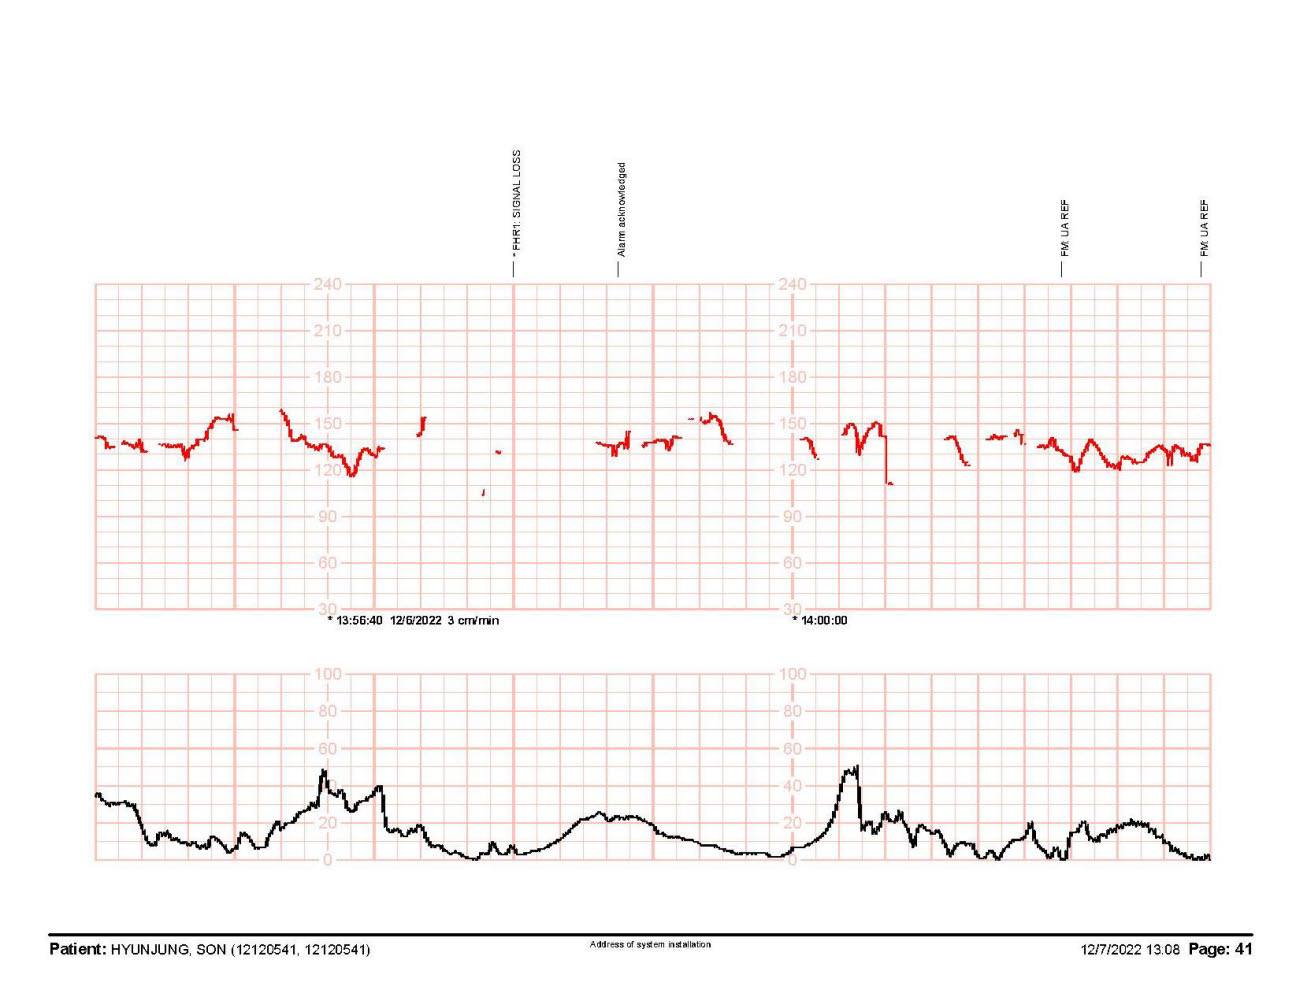 * FHR1: SIGNAL LOSS
Alarm acknowledged
FM: UA REF
FM: UA REF
240 240
210 210
180 180
150 150
120 120
90 90
60 60
30 30
* 13:56:40 12/6/2022 3 cm/min * 14:00:00
100 100
80 80
60 60
40
20 20
0 0
Patient: HYUNJUNG, SON (12120541, 12120541) Address of system installation 12/7/2022 13:08 Page: 41